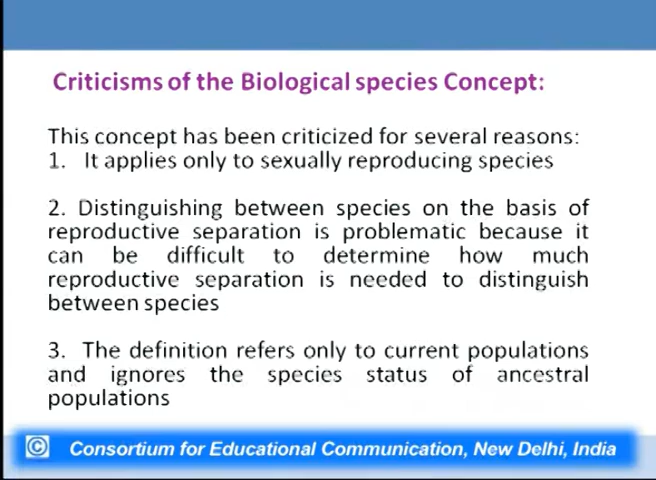 Criticisms of the Biological species Concept:
This concept has been criticized for several reasons:
1. It applies only to sexually reproducing species
2. Distinguishing between species on the basis of
reproductive separation is problematic because it
can be difficult to determine how much
reproductive separation is needed to distinguish
between species
3. The definition refers only to current populations
and ignores the species status of ancestral
populations
© Consortium for Educational Communication, New Delhi, India